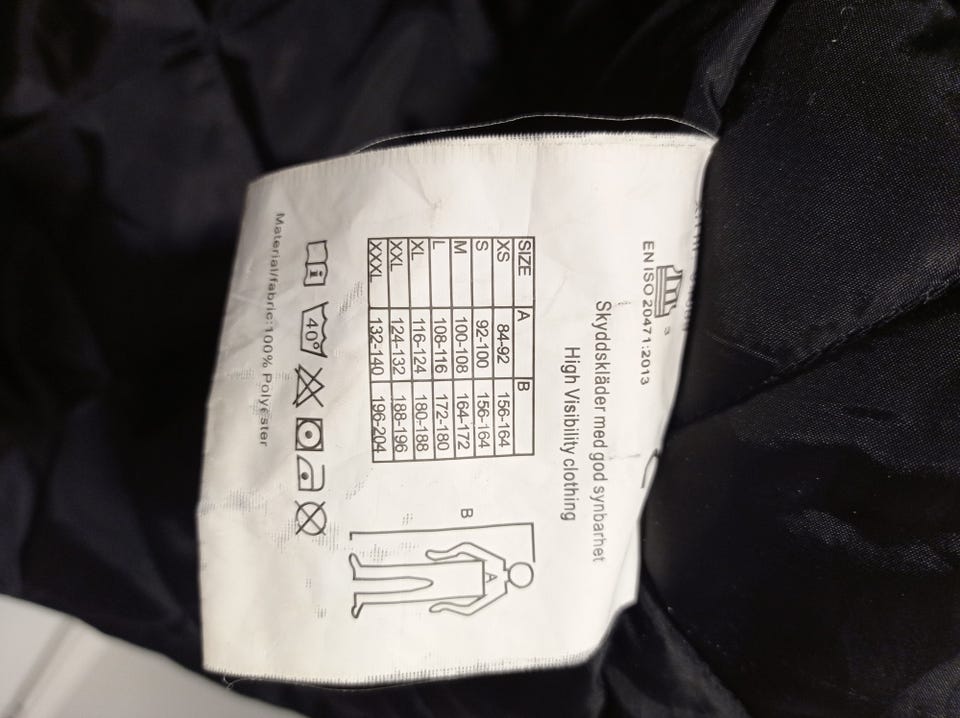 EN ISO 20471:2013
Skyddskläder med god synbarhet
High Visibility clothing
SIZE A B
XS 84-92 156-164
S 92-100 156-164
M 100-108 164-172
L 108-116 172-180
XL 116-124 180-188
XXL 124-132 188-196
XXXL 132-140 196-204
B
A
40°
Material/fabric:100% Polyester